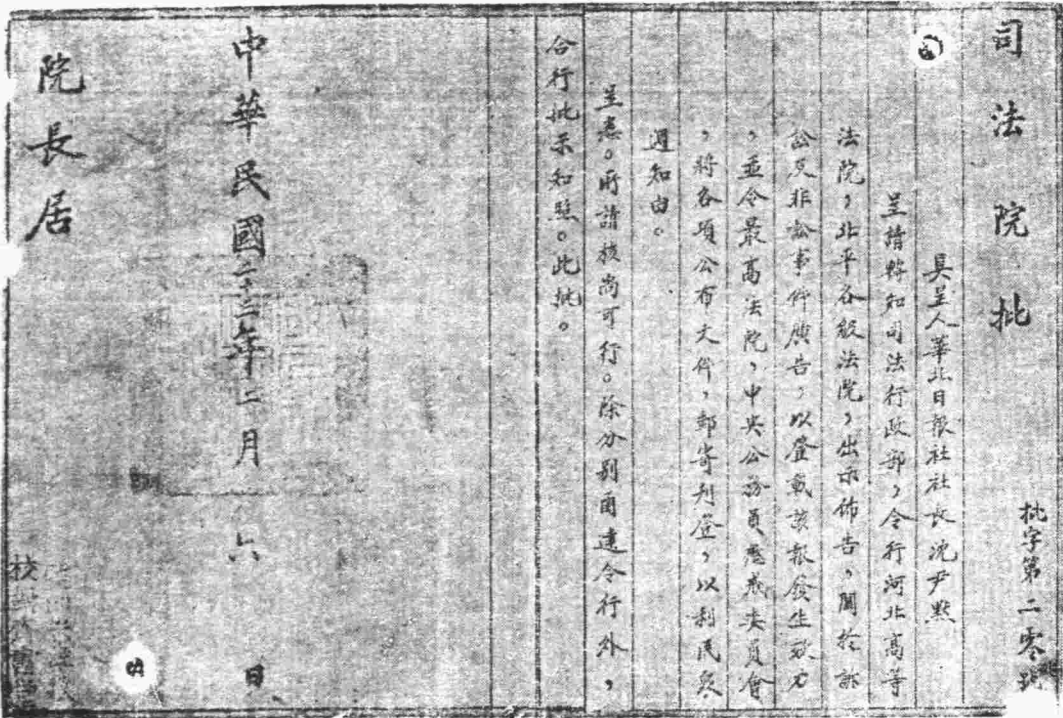 司法院批
批字第二零號
具呈人華北日報社社長沈尹默
呈請轉知司法行政部，令行河北高等
法院，北平各級法院，出示佈告，關於訴
訟及非訟事件廣告，以登載該報發生效力
，並令最高法院，中央公務員懲戒委員會
，將各項公布文件，郵寄刊登，以利民眾
週知由。
呈悉。所請核尚可行。除分別函達令行外，
合行批示知照。此批。
中華民國二十三年二月六日
院長居
校對